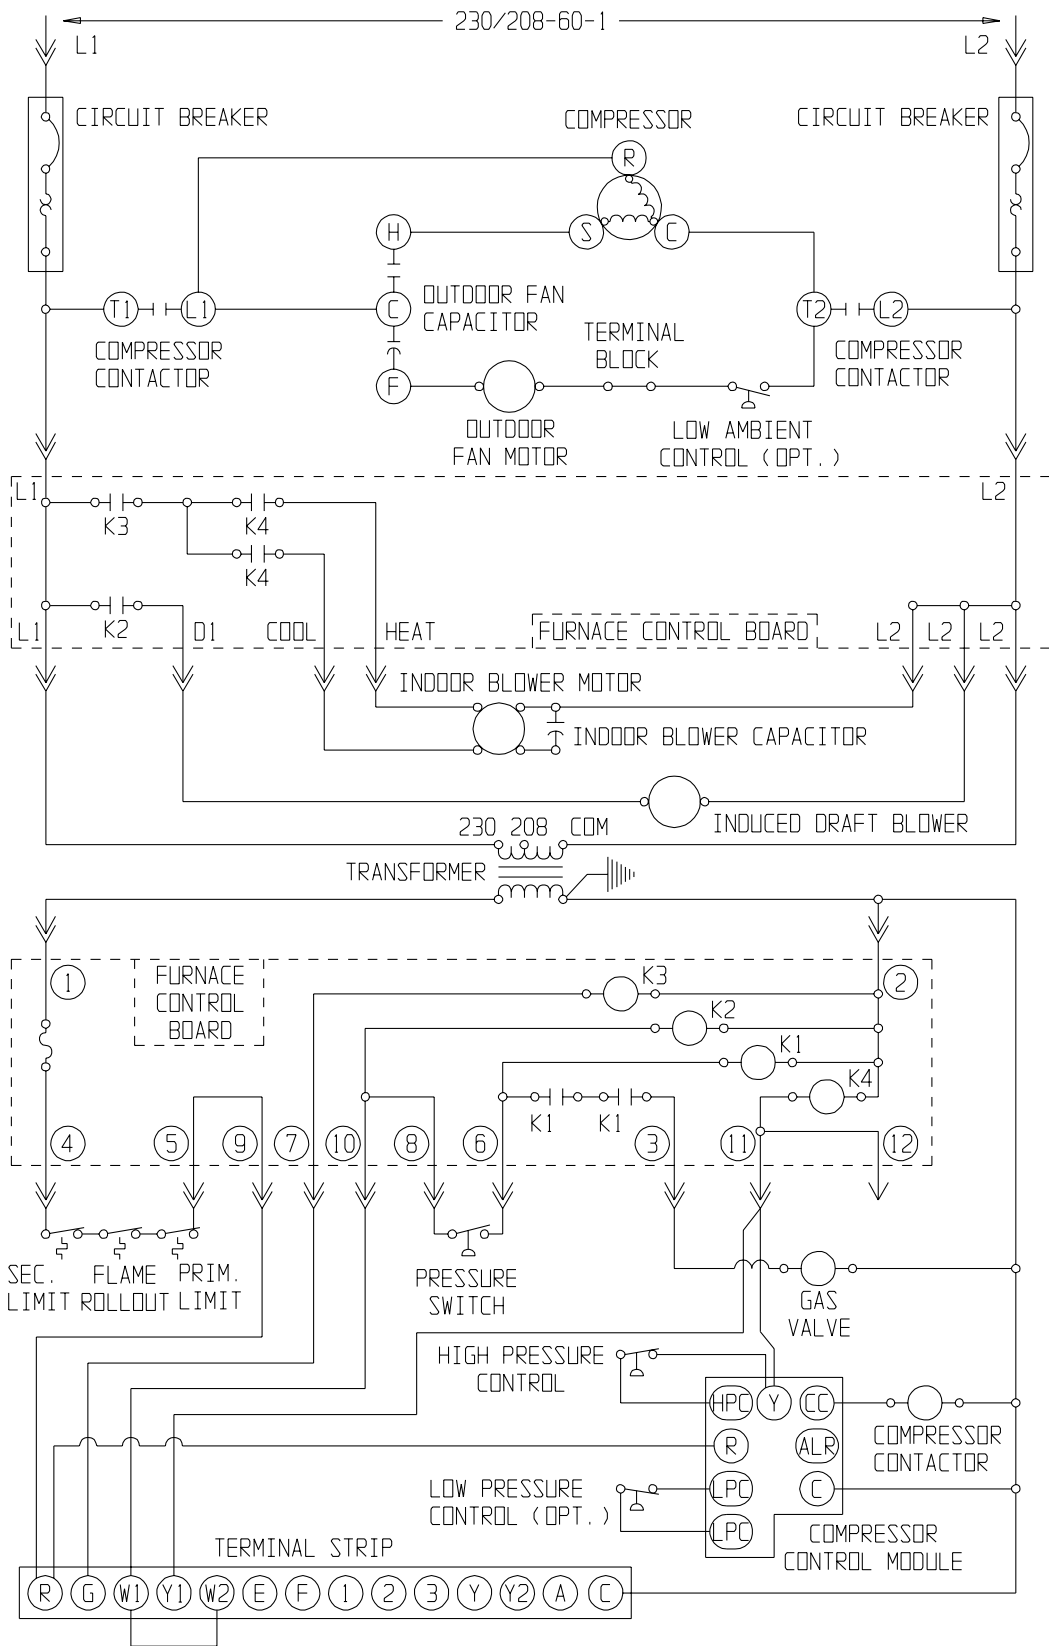 230/208-60-1
L1
L2
CIRCUIT BREAKER
COMPRESSOR
CIRCUIT BREAKER
R
H
S
C
T1
L1
C
OUTDOOR FAN
CAPACITOR
T2
L2
COMPRESSOR
CONTACTOR
TERMINAL
BLOCK
COMPRESSOR
CONTACTOR
F
OUTDOOR
FAN MOTOR
LOW AMBIENT
CONTROL (OPT.)
L1
L2
K3
K4
K4
K2
L1
D1
COOL
HEAT
FURNACE CONTROL BOARD
L2
L2
L2
INDOOR BLOWER MOTOR
INDOOR BLOWER CAPACITOR
INDUCED DRAFT BLOWER
230 208 COM
TRANSFORMER
1
FURNACE
CONTROL
BOARD
K3
2
K2
K1
K4
K1
K1
4
5
9
7
10
8
6
3
11
12
SEC.
LIMIT
FLAME
ROLLOUT
PRIM.
LIMIT
PRESSURE
SWITCH
GAS
VALVE
HIGH PRESSURE
CONTROL
HPC
Y
CC
COMPRESSOR
CONTACTOR
R
ALR
LOW PRESSURE
CONTROL (OPT.)
LPC
C
LPC
COMPRESSOR
CONTROL MODULE
TERMINAL STRIP
R G W1 Y1 W2 E F 1 2 3 Y Y2 A C